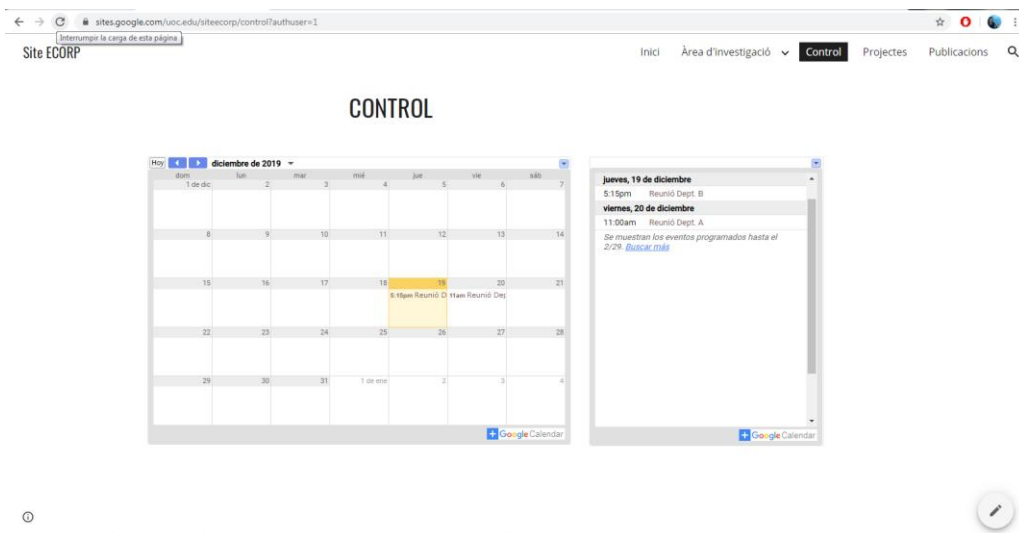 sites.google.com/uoc.edu/siteecorp/control?authuser=1
Interrumpir la carga de esta página
Site ECORP
Inici Àrea d'investigació Control Projectes Publicacions
CONTROL
Hoy diciembre de 2019
dom lun mar mié jue vie sáb
1 de dic 2 3 4 5 6 7
8 9 10 11 12 13 14
15 16 17 18 19 20 21
5:15pm Reunió D 11am Reunió Dep
22 23 24 25 26 27 28
29 30 31 1 de ene 2 3 4
+ Google Calendar
jueves, 19 de diciembre
5:15pm Reunió Dept. B
viernes, 20 de diciembre
11:00am Reunió Dept. A
Se muestran los eventos programados hasta el
2/29. Buscar más
+ Google Calendar